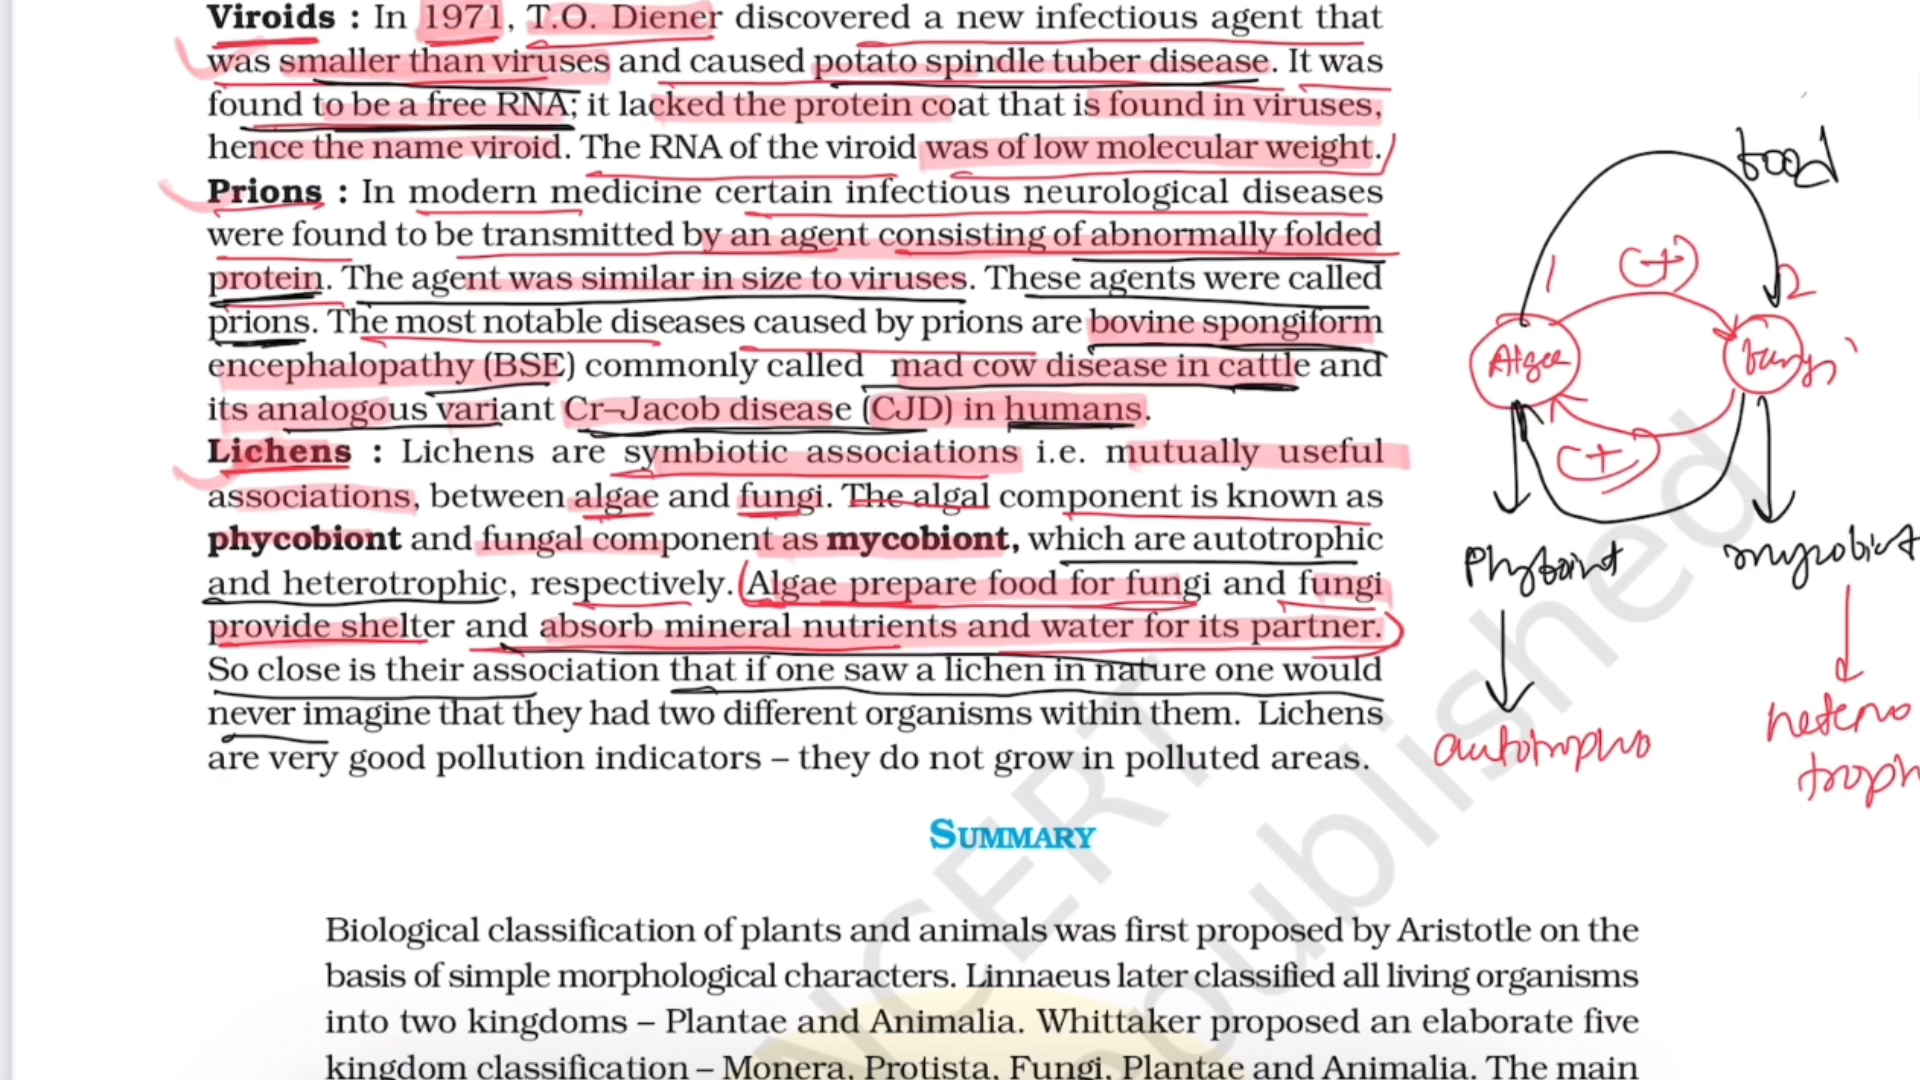 Viroids : In 1971, T.O. Diener discovered a new infectious agent that
was smaller than viruses and caused potato spindle tuber disease. It was
found to be a free RNA; it lacked the protein coat that is found in viruses,
hence the name viroid. The RNA of the viroid was of low molecular weight.
Prions : In modern medicine certain infectious neurological diseases
were found to be transmitted by an agent consisting of abnormally folded
protein. The agent was similar in size to viruses. These agents were called
prions. The most notable diseases caused by prions are bovine spongiform
encephalopathy (BSE) commonly called mad cow disease in cattle and
its analogous variant Cr–Jacob disease (CJD) in humans.
Lichens : Lichens are symbiotic associations i.e. mutually useful
associations, between algae and fungi. The algal component is known as
phycobiont and fungal component as mycobiont, which are autotrophic
and heterotrophic, respectively. Algae prepare food for fungi and fungi
provide shelter and absorb mineral nutrients and water for its partner.
So close is their association that if one saw a lichen in nature one would
never imagine that they had two different organisms within them. Lichens
are very good pollution indicators – they do not grow in polluted areas.
food
1 (+) 2
Algae fungi
(+)
autotropho
hetero
troph
SUMMARY
Biological classification of plants and animals was first proposed by Aristotle on the
basis of simple morphological characters. Linnaeus later classified all living organisms
into two kingdoms – Plantae and Animalia. Whittaker proposed an elaborate five
kingdom classification – Monera, Protista, Fungi, Plantae and Animalia. The main
NCERT
published